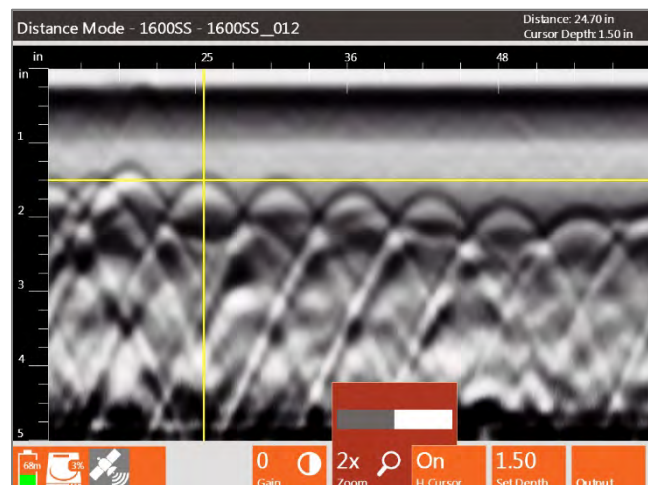 Distance Mode - 1600SS - 1600SS__012
Distance: 24.70 in
Cursor Depth: 1.50 in
in 25 36 48
in
1
2
3
4
5
68m 3% 0 2x On 1.50
Gain Zoom H Cursor Set Depth Output